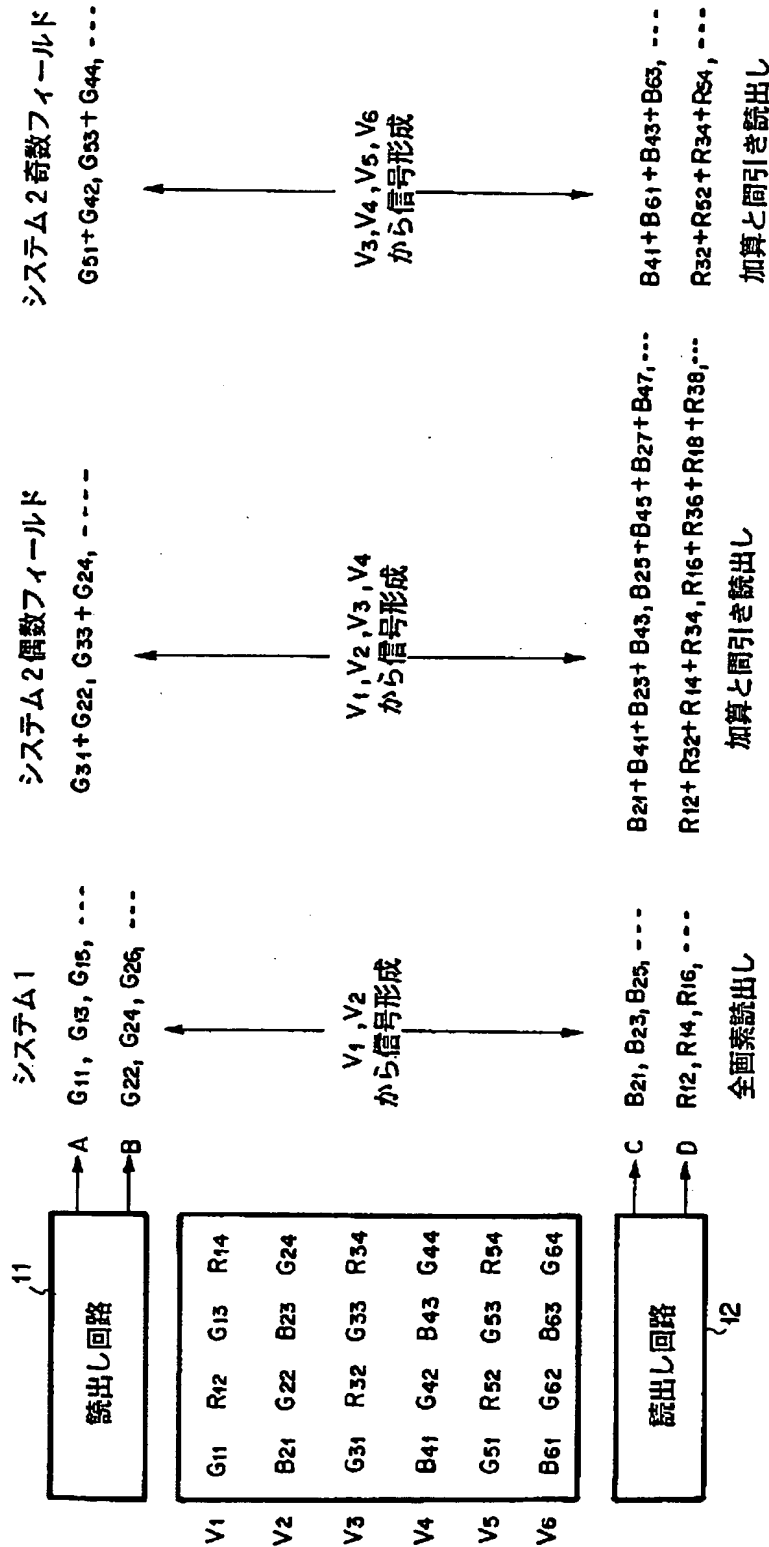 システム1
システム2偶数フィールド
システム2奇数フィールド
11
読出し回路
A G11, G13, G15, ---
B G22, G24, G26, ---
G31+G22, G33+G24, ----
G51+G42, G53+G44, ---
V1 G11 R12 G13 R14
V2 B21 G22 B23 G24
V3 G31 R32 G33 R34
V4 B41 G42 B43 G44
V5 G51 R52 G53 R54
V6 B61 G62 B63 G64
V1, V2
から信号形成
V1, V2, V3, V4
から信号形成
V3, V4, V5, V6
から信号形成
読出し回路
12
C B21, B23, B25, ---
D R12, R14, R16, ---
全画素読出し
B21+B41+B23+B43, B25+B45+B27+B47, ---
R12+R32+R14+R34, R16+R36+R18+R38, ---
加算と間引き読出し
B41+B61+B43+B63, ---
R32+R52+R34+R54, ---
加算と間引き読出し